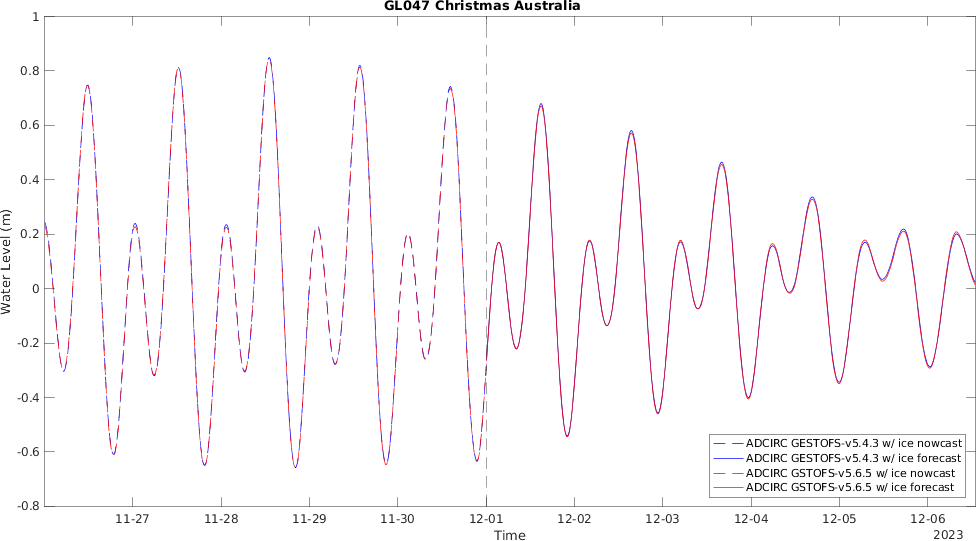 GL047 Christmas Australia
1
0.8
0.6
0.4
0.2
0
-0.2
-0.4
-0.6
-0.8
Water Level (m)
ADCIRC GESTOFS-v5.4.3 w/ ice nowcast
ADCIRC GESTOFS-v5.4.3 w/ ice forecast
ADCIRC GSTOFS-v5.6.5 w/ ice nowcast
ADCIRC GSTOFS-v5.6.5 w/ ice forecast
11-27 11-28 11-29 11-30 12-01 12-02 12-03 12-04 12-05 12-06
Time
2023